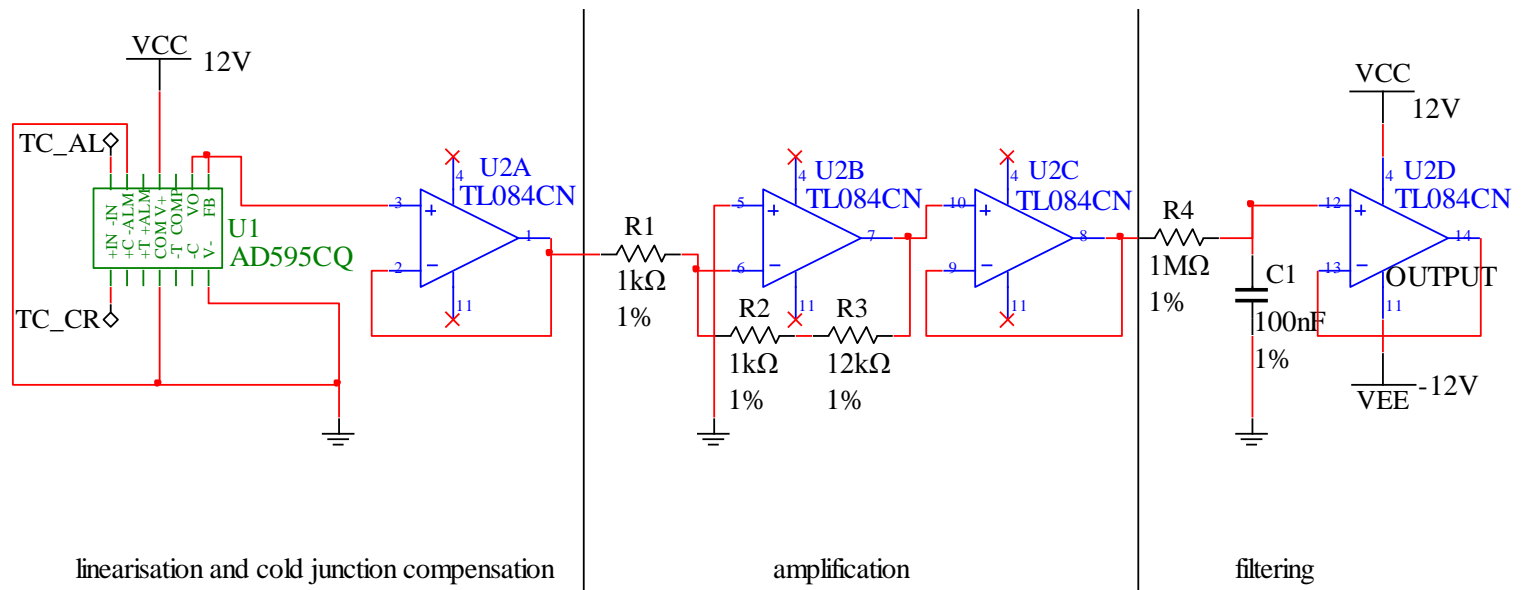 VCC
12V
TC_AL
+IN -IN
+C -ALM
+T +ALM
COM V+
-T COMP
-C VO
V- FB
U1
AD595CQ
TC_CR
4
U2A
TL084CN
3
+
1
2
−
11
R1
1kΩ
1%
4
U2B
TL084CN
5
+
7
6
−
11
R2
1kΩ
1%
R3
12kΩ
1%
4
U2C
TL084CN
10
+
8
9
−
11
R4
1MΩ
1%
C1
100nF
1%
VCC
12V
4
U2D
TL084CN
12
+
14
13
−
OUTPUT
11
-12V
VEE
linearisation and cold junction compensation
amplification
filtering